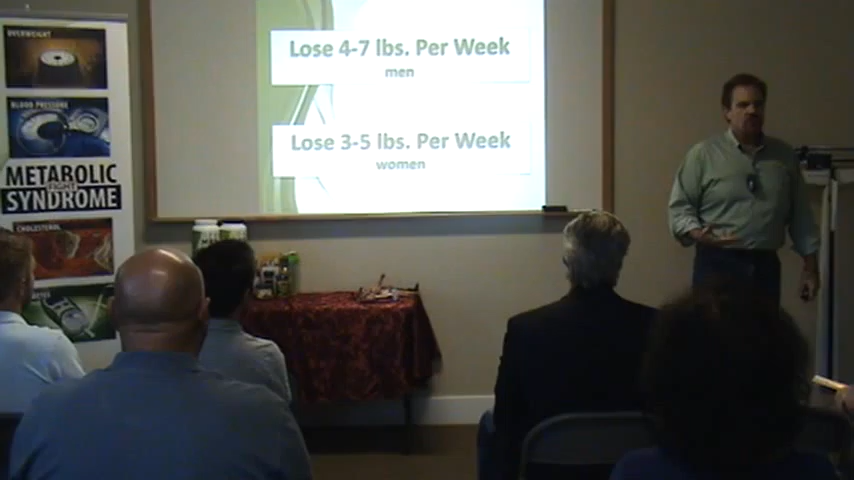 OVERWEIGHT
BLOOD PRESSURE
METABOLIC
FIGHT
SYNDROME
CHOLESTEROL
Lose 4-7 lbs. Per Week
men
Lose 3-5 lbs. Per Week
women